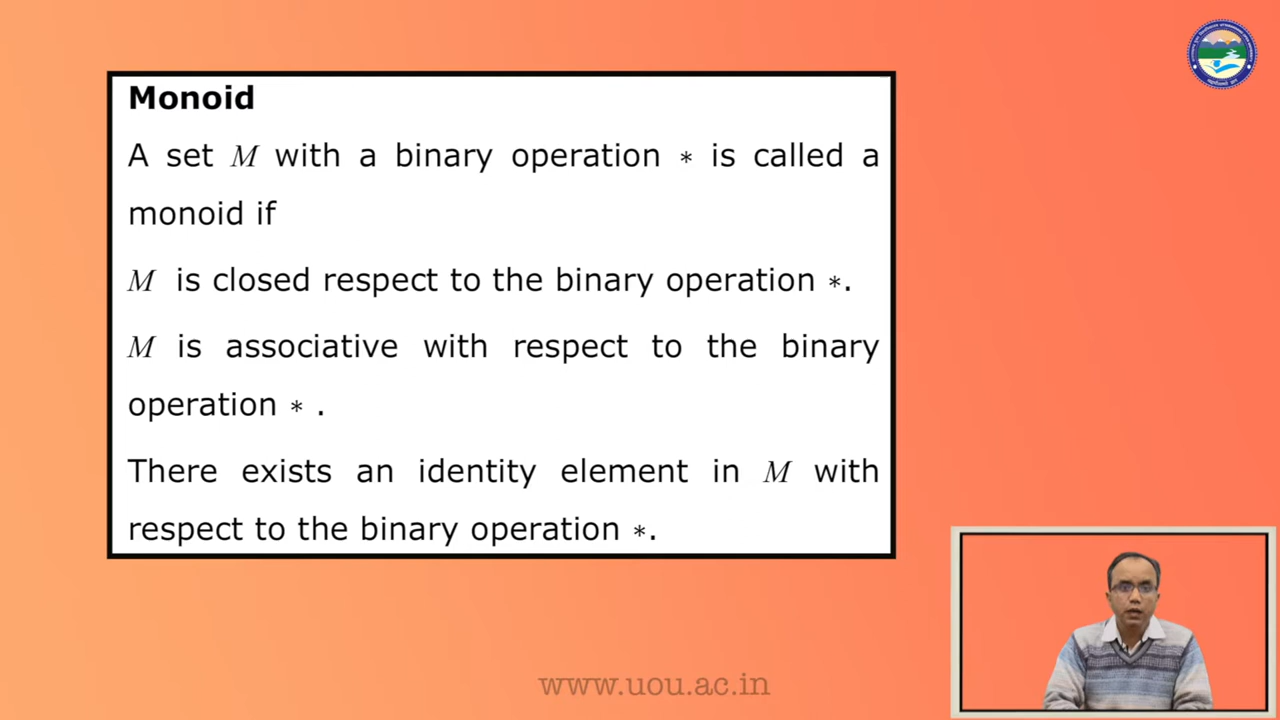 Monoid
A set M with a binary operation * is called a
monoid if
M is closed respect to the binary operation *.
M is associative with respect to the binary
operation * .
There exists an identity element in M with
respect to the binary operation *.
www.uou.ac.in